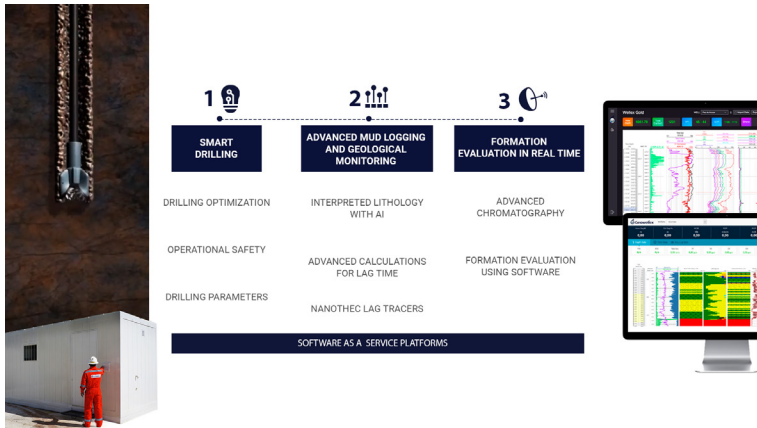 1
2
3
SMART
DRILLING
ADVANCED MUD LOGGING
AND GEOLOGICAL
MONITORING
FORMATION
EVALUATION IN REAL TIME
DRILLING OPTIMIZATION
OPERATIONAL SAFETY
DRILLING PARAMETERS
INTERPRETED LITHOLOGY
WITH AI
ADVANCED CALCULATIONS
FOR LAG TIME
NANOTHEC LAG TRACERS
ADVANCED
CHROMATOGRAPHY
FORMATION EVALUATION
USING SOFTWARE
SOFTWARE AS A SERVICE PLATFORMS